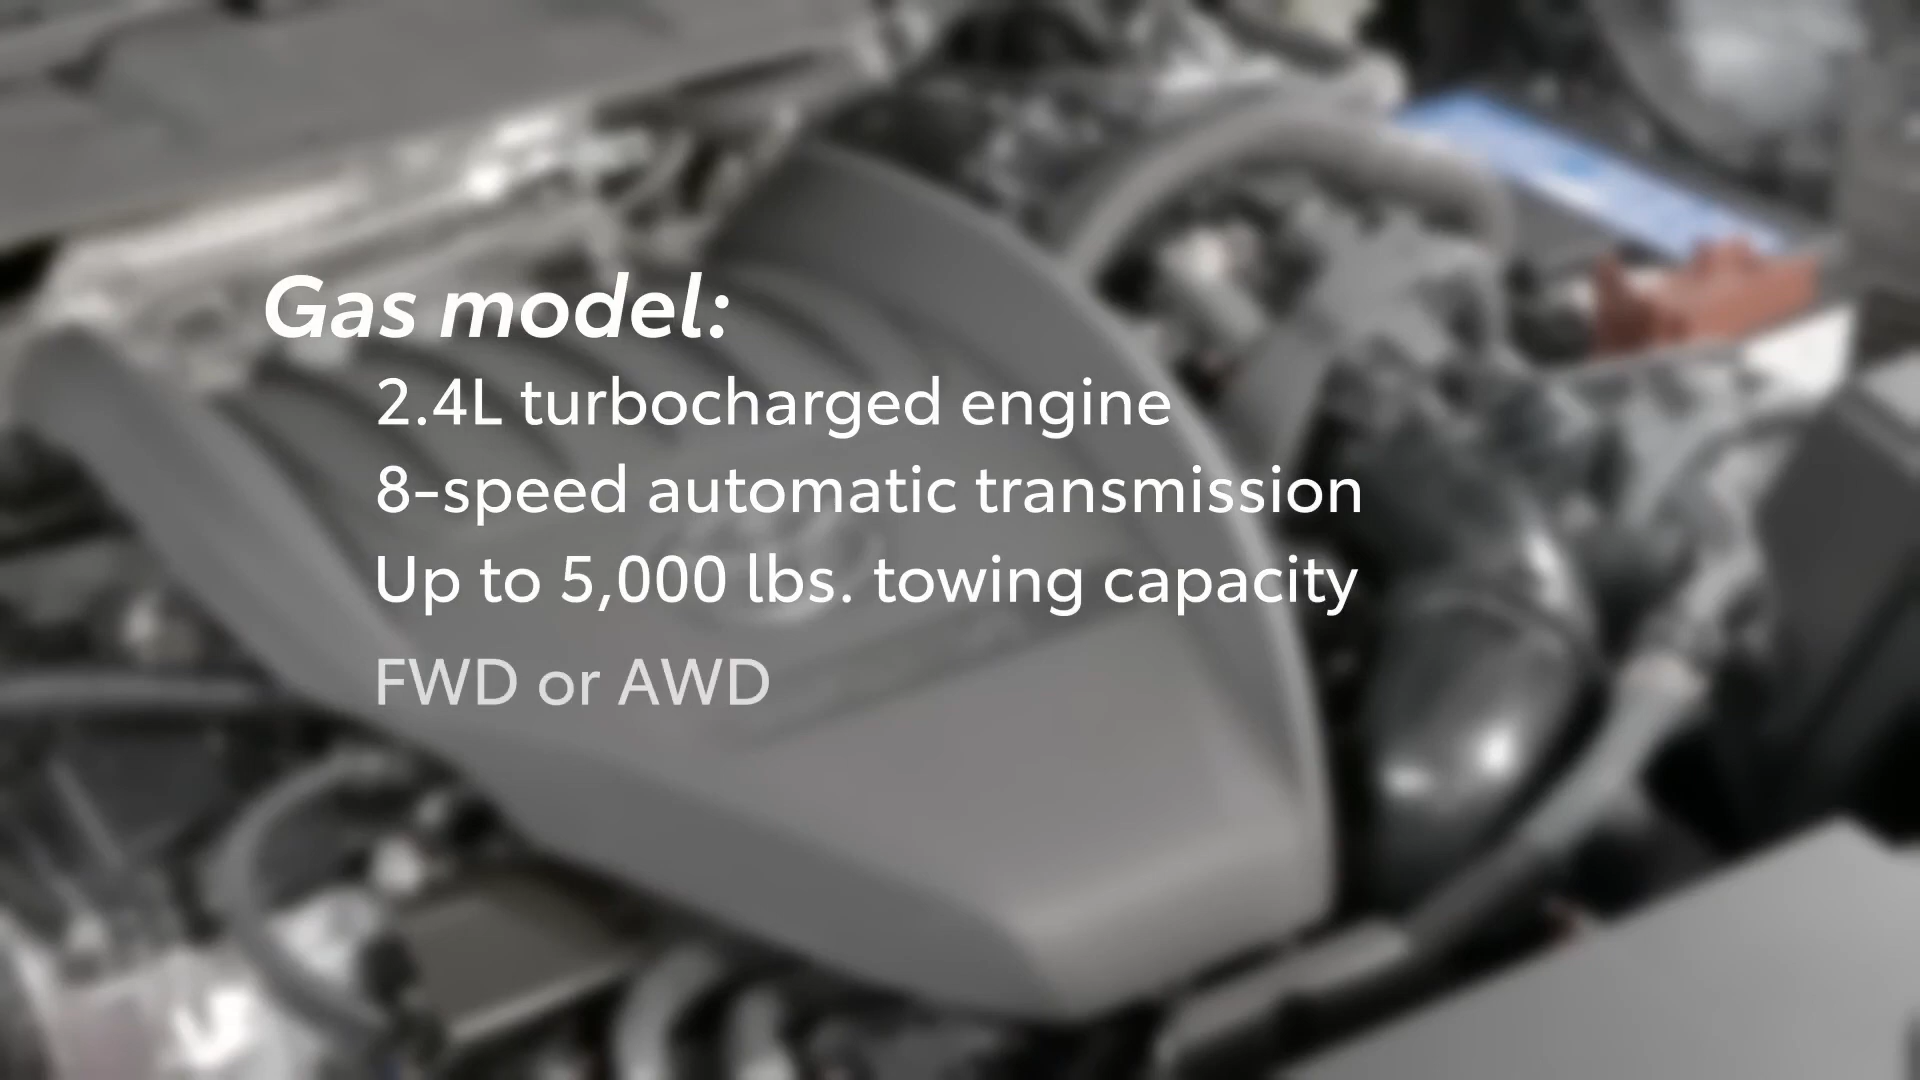 Gas model:
2.4L turbocharged engine
8-speed automatic transmission
Up to 5,000 lbs. towing capacity
FWD or AWD